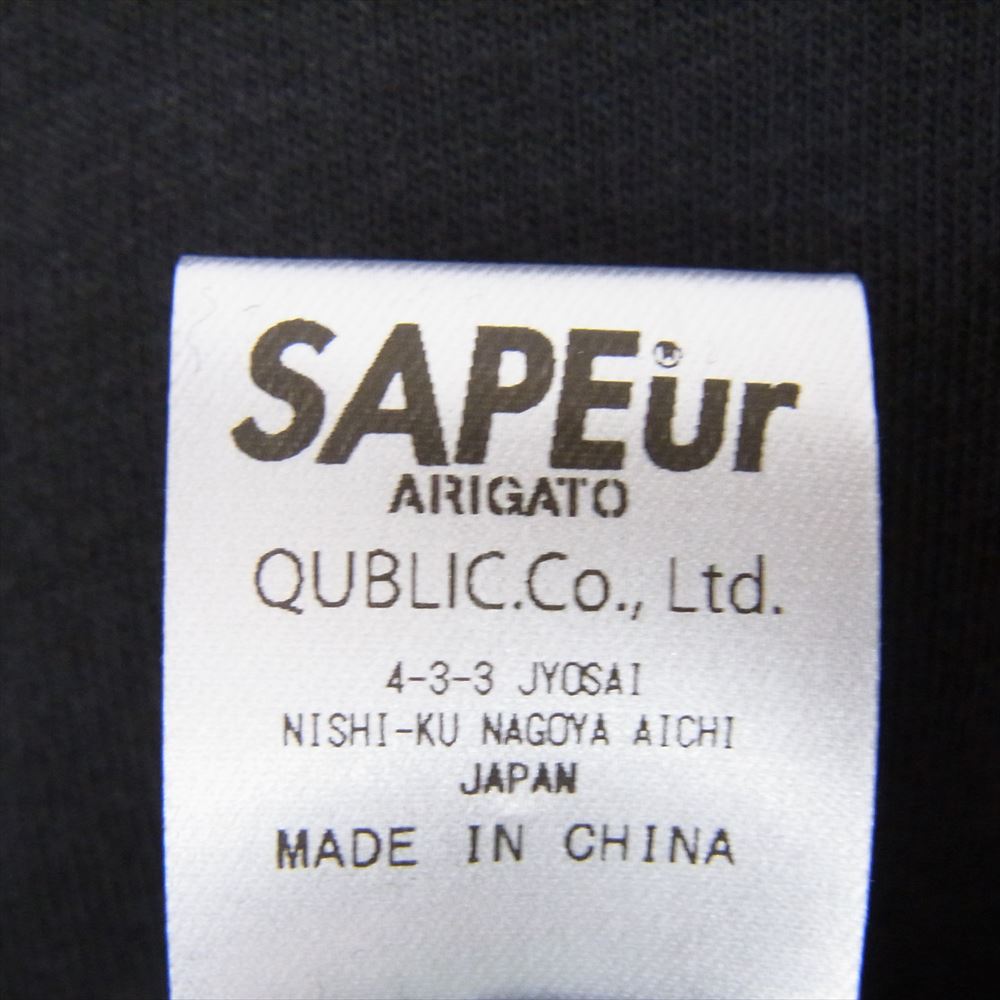 SAPEur®
ARIGATO
QUBLIC.Co., Ltd.
4-3-3 JYOSAI
NISHI-KU NAGOYA AICHI
JAPAN
MADE IN CHINA